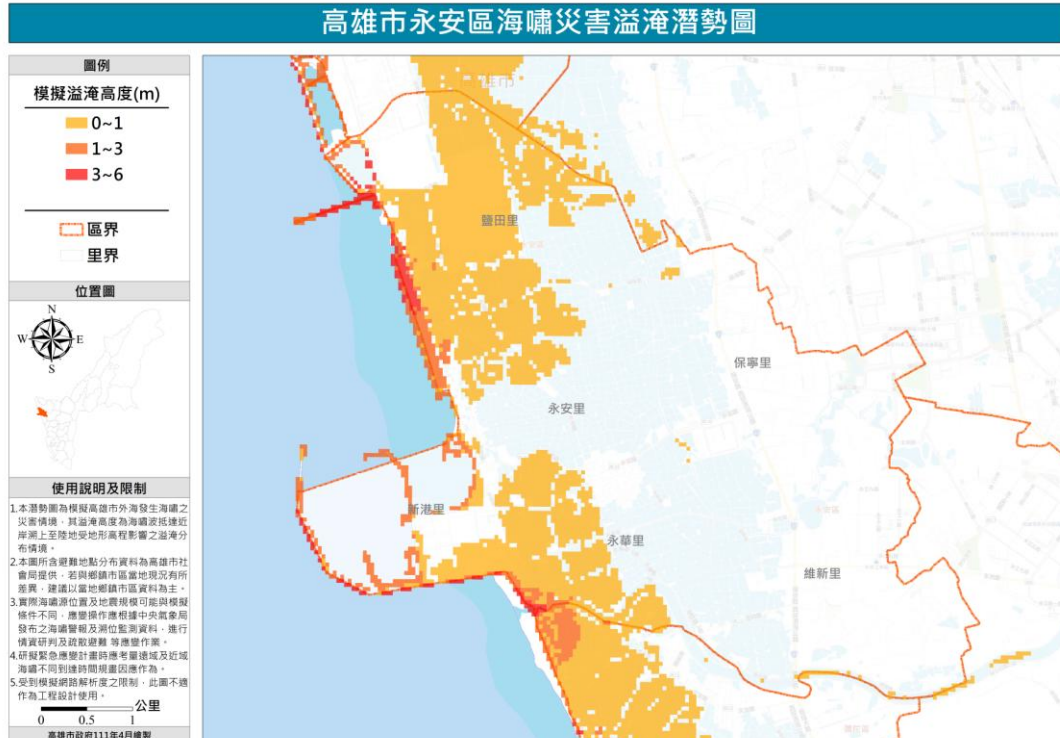 高雄市永安區海嘯災害溢淹潛勢圖
圖例
模擬溢淹高度(m)
0~1
1~3
3~6
區界
里界
位置圖
N
W
E
S
使用說明及限制
1.本潛勢圖為模擬高雄市外海發生海嘯之
災害情境，其溢淹高度為海嘯波抵達近
岸溯上至陸地受地形高程影響之溢淹分
布情境。
2.本圖所含避難地點分布資料為高雄市社
會局提供，若與鄉鎮市區當地現況有所
差異，建議以當地鄉鎮市區資料為主。
3.實際海嘯源位置及地震規模可能與模擬
條件不同，應變操作應根據中央氣象局
發布之海嘯警報及潮位監測資料，進行
情資研判及疏散避難 等應變作業。
4.研擬緊急應變計畫時應考量遠域及近域
海嘯不同到達時間規畫因應作為。
5.受到模擬網路解析度之限制，此圖不適
作為工程設計使用。
公里
0 0.5 1
高雄市政府111年4月繪製
鹽田里
保寧里
永安里
新港里
永華里
維新里